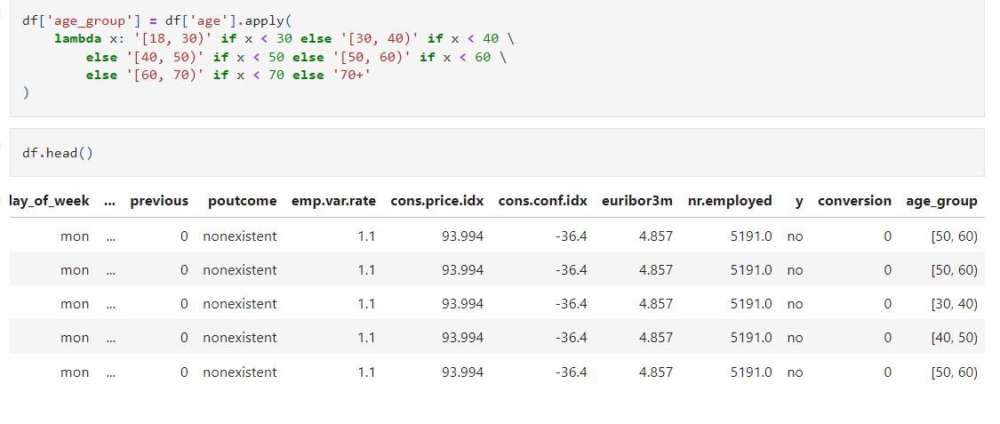 df['age_group'] = df['age'].apply(
    lambda x: '[18, 30)' if x < 30 else '[30, 40)' if x < 40 \
        else '[40, 50)' if x < 50 else '[50, 60)' if x < 60 \
        else '[60, 70)' if x < 70 else '70+'
)
df.head()
lay_of_week ... previous poutcome emp.var.rate cons.price.idx cons.conf.idx euribor3m nr.employed y conversion age_group
mon ... 0 nonexistent 1.1 93.994 -36.4 4.857 5191.0 no 0 [50, 60)
mon ... 0 nonexistent 1.1 93.994 -36.4 4.857 5191.0 no 0 [50, 60)
mon ... 0 nonexistent 1.1 93.994 -36.4 4.857 5191.0 no 0 [30, 40)
mon ... 0 nonexistent 1.1 93.994 -36.4 4.857 5191.0 no 0 [40, 50)
mon ... 0 nonexistent 1.1 93.994 -36.4 4.857 5191.0 no 0 [50, 60)